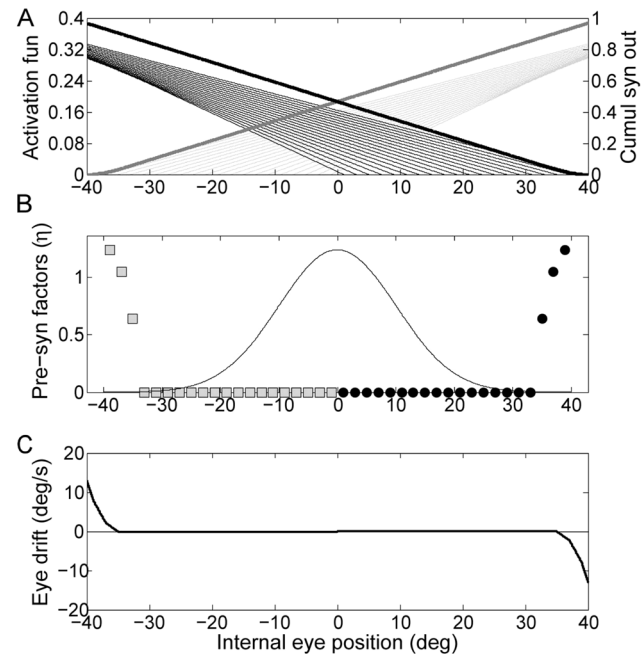 A
Activation fun
0.4
0.32
0.24
0.16
0.08
0
1
0.8
0.6
0.4
0.2
0
Cumul syn out
−40 −30 −20 −10 0 10 20 30 40
B
Pre−syn factors (η)
1
0.5
0
−40 −30 −20 −10 0 10 20 30 40
C
Eye drift (deg/s)
20
10
0
−10
−20
−40 −30 −20 −10 0 10 20 30 40
Internal eye position (deg)